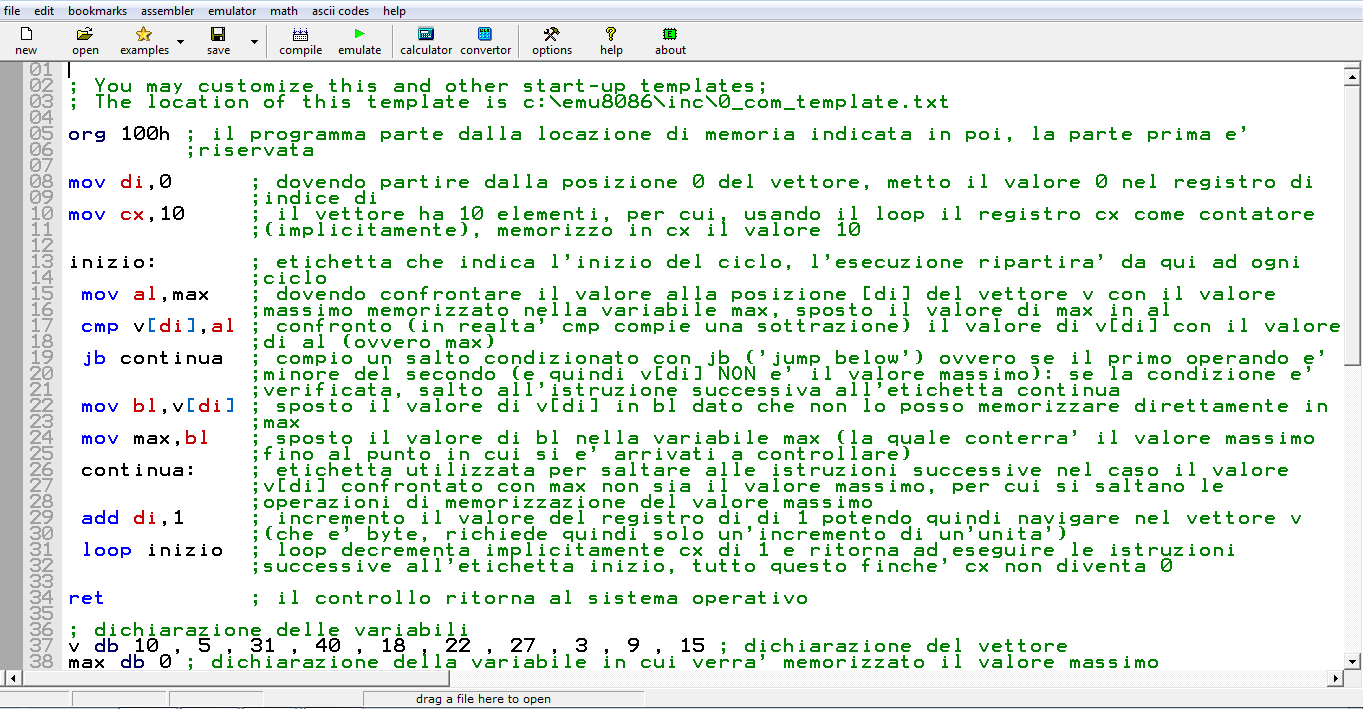 file edit bookmarks assembler emulator math ascii codes help
new open examples save compile emulate calculator convertor options help about
01
02 ; You may customize this and other start-up templates;
03 ; The location of this template is c:\emu8086\inc\0_com_template.txt
04
05 org 100h ; il programma parte dalla locazione di memoria indicata in poi, la parte prima e'
06 ;riservata
07
08 mov di,0 ; dovendo partire dalla posizione 0 del vettore, metto il valore 0 nel registro di
09 ;indice di
10 mov cx,10 ; il vettore ha 10 elementi, per cui, usando il loop il registro cx come contatore
11 ;(implicitamente), memorizzo in cx il valore 10
12
13 inizio: ; etichetta che indica l'inizio del ciclo, l'esecuzione ripartira' da qui ad ogni
14 ;ciclo
15 mov al,max ; dovendo confrontare il valore alla posizione [di] del vettore v con il valore
16 ;massimo memorizzato nella variabile max, sposto il valore di max in al
17 cmp v[di],al ; confronto (in realta' cmp compie una sottrazione) il valore di v[di] con il valore
18 ;di al (ovvero max)
19 jb continua ; compio un salto condizionato con jb ('jump below') ovvero se il primo operando e'
20 ;minore del secondo (e quindi v[di] NON e' il valore massimo): se la condizione e'
21 ;verificata, salto all'istruzione successiva all'etichetta continua
22 mov bl,v[di] ; sposto il valore di v[di] in bl dato che non lo posso memorizzare direttamente in
23 ;max
24 mov max,bl ; sposto il valore di bl nella variabile max (la quale conterra' il valore massimo
25 ;fino al punto in cui si e' arrivati a controllare)
26 continua: ; etichetta utilizzata per saltare alle istruzioni successive nel caso il valore
27 ;v[di] confrontato con max non sia il valore massimo, per cui si saltano le
28 ;operazioni di memorizzazione del valore massimo
29 add di,1 ; incremento il valore del registro di di 1 potendo quindi navigare nel vettore v
30 ;(che e' byte, richiede quindi solo un'incremento di un'unita')
31 loop inizio ; loop decrementa implicitamente cx di 1 e ritorna ad eseguire le istruzioni
32 ;successive all'etichetta inizio, tutto questo finche' cx non diventa 0
33
34 ret ; il controllo ritorna al sistema operativo
35
36 ; dichiarazione delle variabili
37 v db 10 , 5 , 31 , 40 , 18 , 22 , 27 , 3 , 9 , 15 ; dichiarazione del vettore
38 max db 0 ; dichiarazione della variabile in cui verra' memorizzato il valore massimo
drag a file here to open